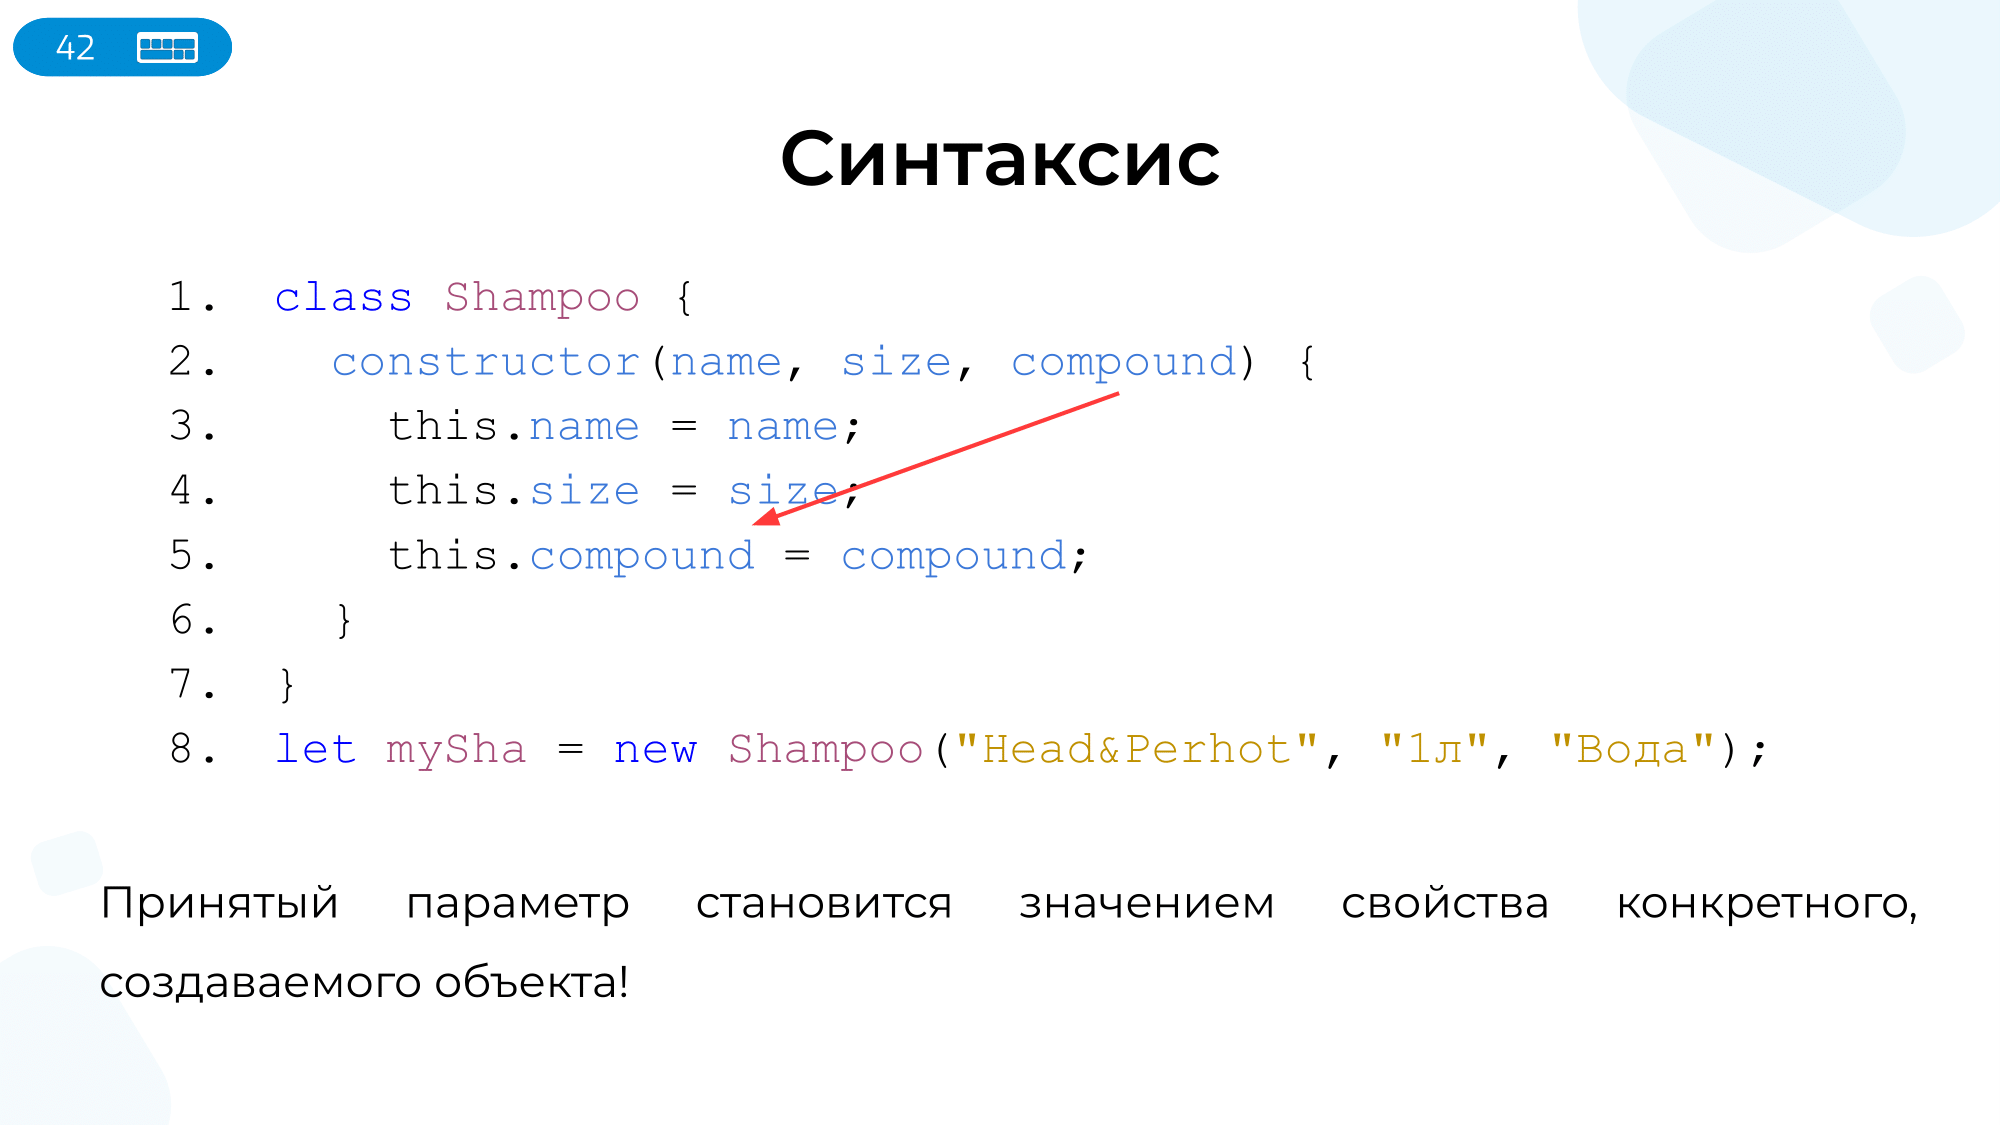 42
Синтаксис
1. class Shampoo {
2. constructor(name, size, compound) {
3. this.name = name;
4. this.size = size;
5. this.compound = compound;
6. }
7. }
8. let mySha = new Shampoo("Head&Perhot", "1л", "Вода");
Принятый параметр становится значением свойства конкретного,
создаваемого объекта!